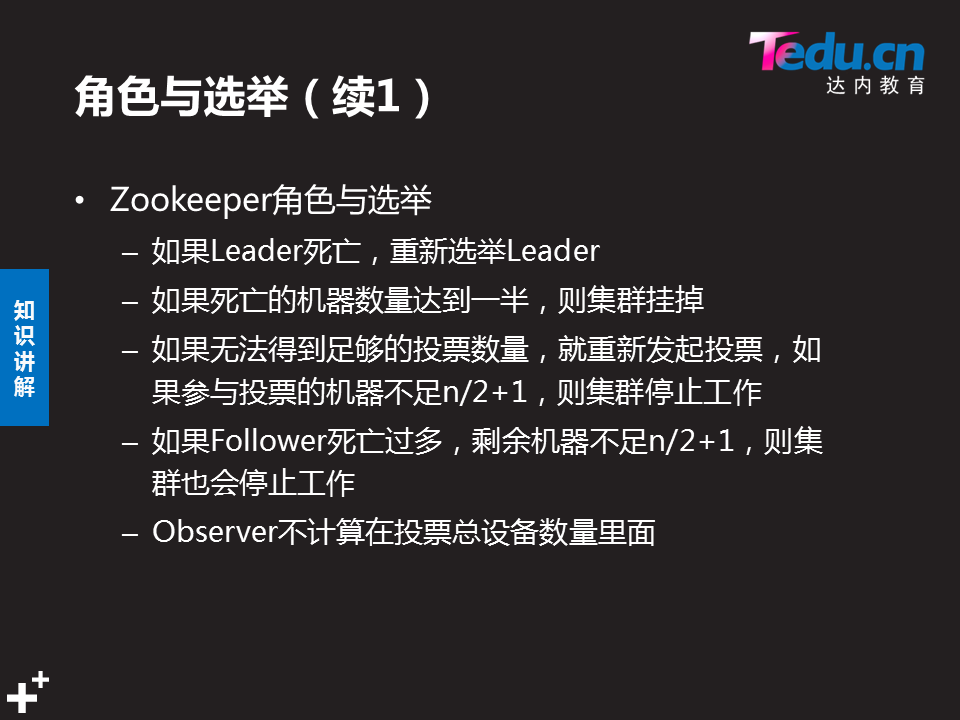 Tedu.cn
达内教育
角色与选举（续1）
• Zookeeper角色与选举
– 如果Leader死亡，重新选举Leader
– 如果死亡的机器数量达到一半，则集群挂掉
– 如果无法得到足够的投票数量，就重新发起投票，如
果参与投票的机器不足n/2+1，则集群停止工作
– 如果Follower死亡过多，剩余机器不足n/2+1，则集
群也会停止工作
– Observer不计算在投票总设备数量里面
知
识
讲
解